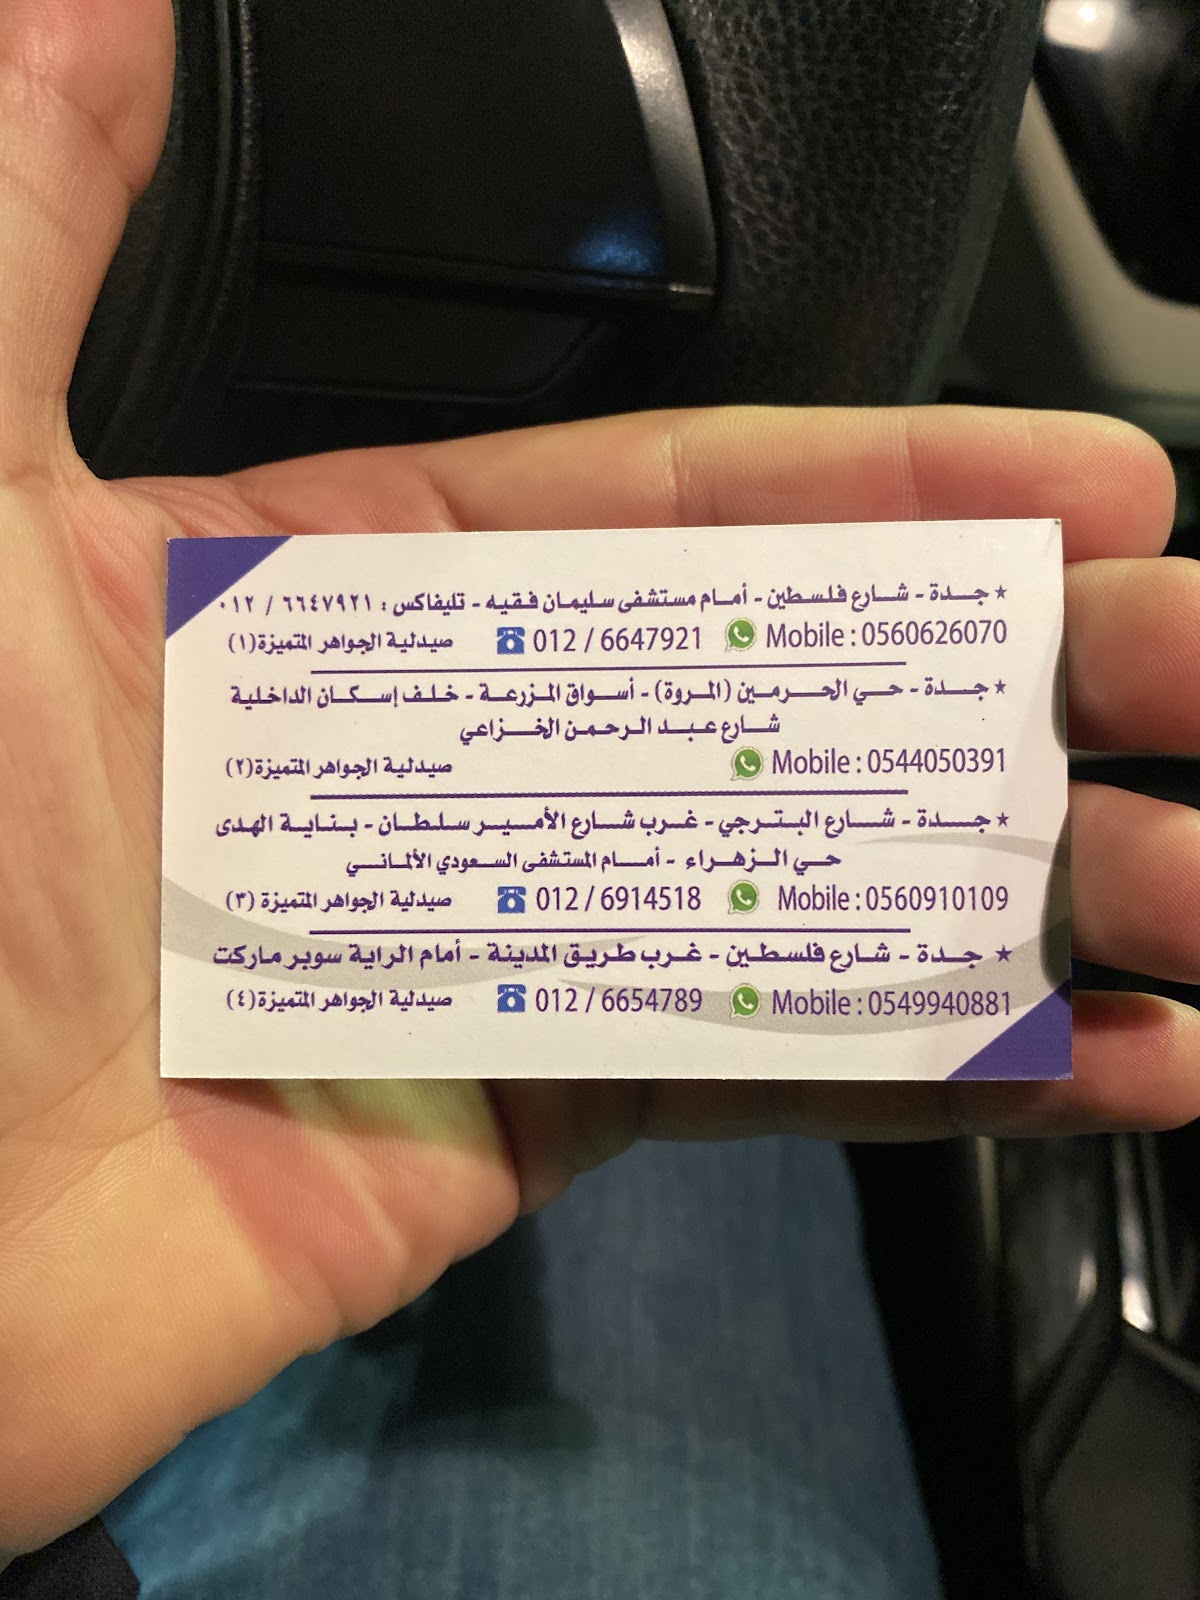 ★ جدة - شارع فلسطين - أمام مستشفى سليمان فقيه - تليفاكس : ٠١٢ / ٦٦٤٧٩٢١
Mobile : 0560626070 012 / 6647921 صيدلية الجواهر المتميزة (١)
★ جدة - حي الحرمين (المروة) - أسواق المزرعة - خلف إسكان الداخلية
شارع عبد الرحمن الخزاعي
Mobile : 0544050391 صيدلية الجواهر المتميزة (٢)
★ جدة - شارع البترجي - غرب شارع الأمير سلطان - بناية الهدى
حي الزهراء - أمام المستشفى السعودي الألماني
Mobile : 0560910109 012 / 6914518 صيدلية الجواهر المتميزة (٣)
★ جدة - شارع فلسطين - غرب طريق المدينة - أمام الراية سوبر ماركت
Mobile : 0549940881 012 / 6654789 صيدلية الجواهر المتميزة (٤)